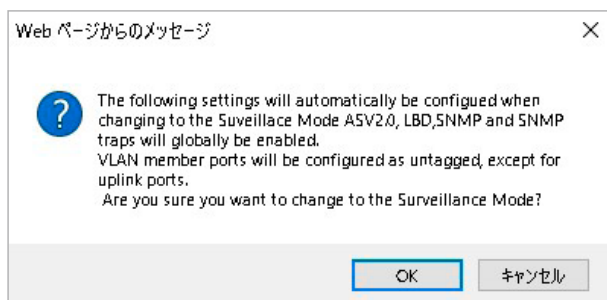 Web ページからのメッセージ
The following settings will automatically be configued when
changing to the Suveillace Mode ASV2.0, LBD,SNMP and SNMP
traps will globally be enabled.
VLAN member ports will be configured as untagged, except for
uplink ports.
Are you sure you want to change to the Surveillance Mode?
OK
キャンセル